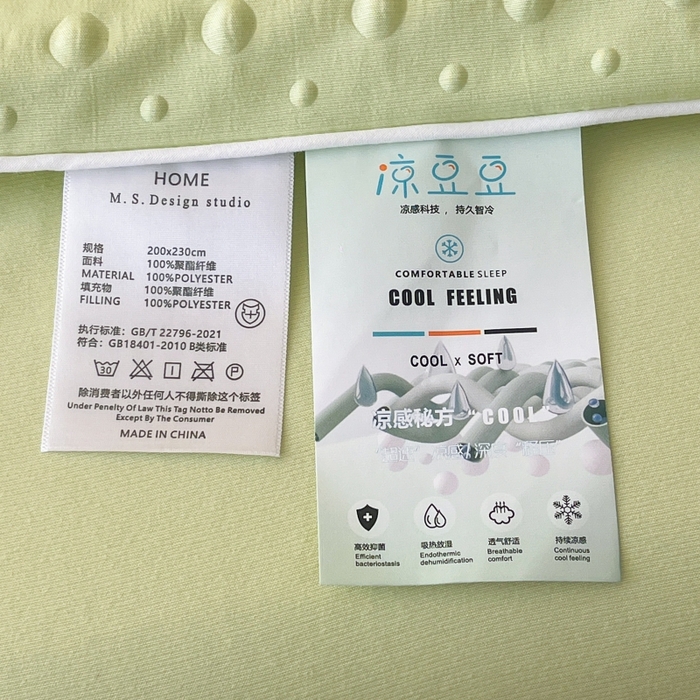 HOME
M.S.Design studio
规格 200x230cm
面料 100%聚酯纤维
MATERIAL 100%POLYESTER
填充物 100%聚酯纤维
FILLING 100%POLYESTER
执行标准：GB/T 22796-2021
符合：GB18401-2010 B类标准
30 P
除消费者以外任何人不得撕除这个标签
Under Penelty Of Law This Tag Notto Be Removed
Except By The Consumer
MADE IN CHINA
凉豆豆
凉感科技，持久智冷
COMFORTABLE SLEEP
COOL FEELING
COOL x SOFT
凉感秘方 "COOL"
高效抑菌
Efficient
bacteriostasis
吸热放湿
Endothermic
dehumidification
透气舒适
Breathable
comfort
持续凉感
Continuous
cool feeling